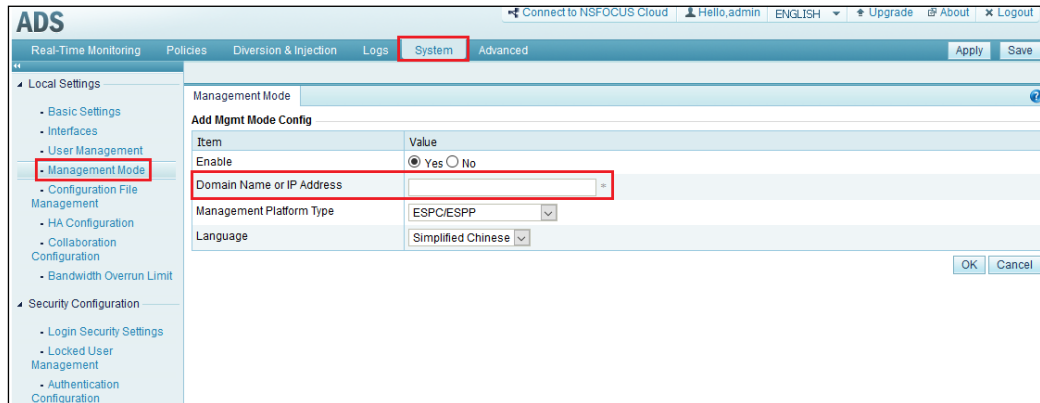 ADS
Connect to NSFOCUS Cloud Hello,admin ENGLISH Upgrade About Logout
Real-Time Monitoring Policies Diversion & Injection Logs System Advanced Apply Save
Local Settings
Basic Settings
Interfaces
User Management
Management Mode
Configuration File
Management
HA Configuration
Collaboration
Configuration
Bandwidth Overrun Limit
Security Configuration
Login Security Settings
Locked User
Management
Authentication
Configuration
Management Mode
Add Mgmt Mode Config
Item Value
Enable Yes No
Domain Name or IP Address *
Management Platform Type ESPC/ESPP
Language Simplified Chinese
OK Cancel